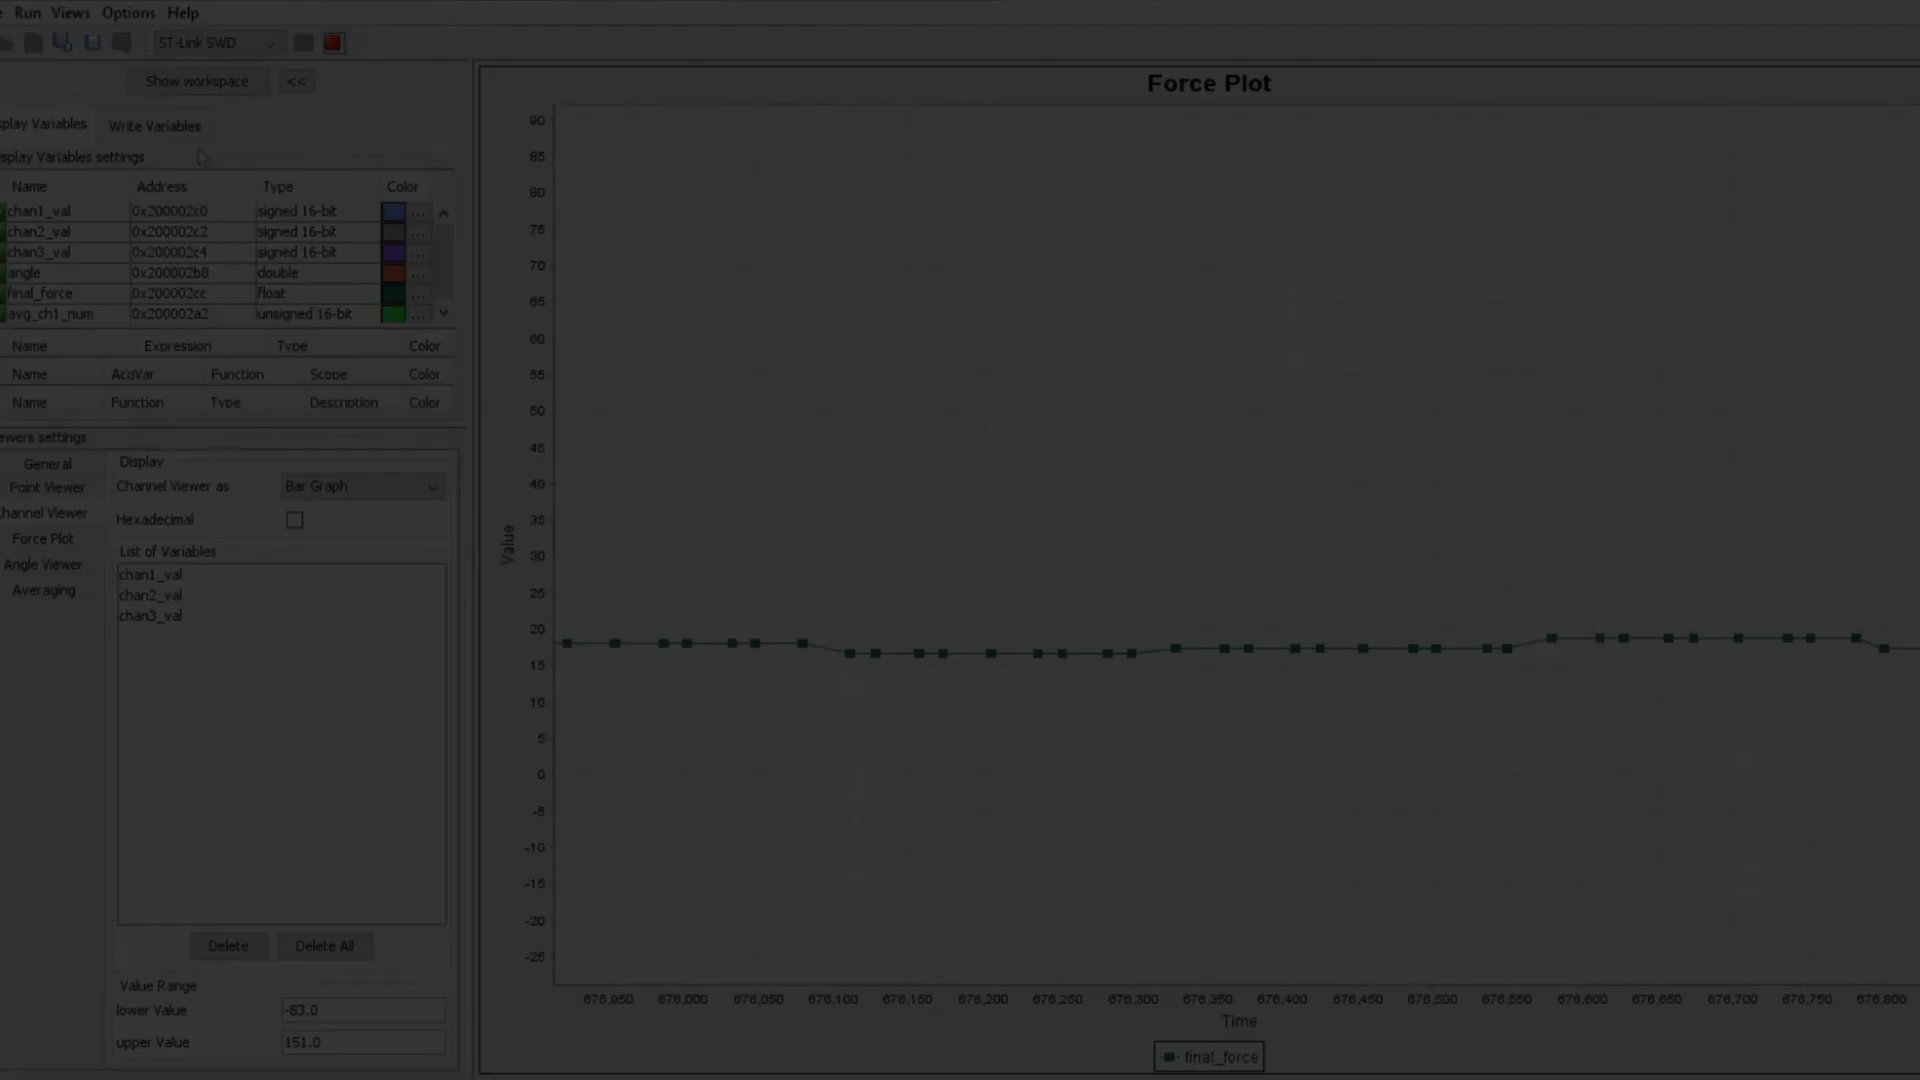 Run Views Options Help
ST-Link SWD
Show workspace <<
splay Variables Write Variables
isplay Variables settings
Name Address Type Color
chan1_val 0x200002c0 signed 16-bit ...
chan2_val 0x200002c2 signed 16-bit ...
chan3_val 0x200002c4 signed 16-bit ...
angle 0x200002b8 double ...
final_force 0x200002cc float ...
avg_ch1_num 0x200002a2 unsigned 16-bit ...
Name Expression Type Color
Name AcqVar Function Scope Color
Name Function Type Description Color
ewers settings
General
Point Viewer
Channel Viewer
Force Plot
Angle Viewer
Averaging
Display
Channel Viewer as Bar Graph
Hexadecimal
List of Variables
chan1_val
chan2_val
chan3_val
Delete Delete All
Value Range
lower Value -83.0
upper Value 151.0
Force Plot
90
85
80
75
70
65
60
55
50
45
40
35
30
25
20
15
10
5
0
-5
-10
-15
-20
-25
Value
675,950 676,000 676,050 676,100 676,150 676,200 676,250 676,300 676,350 676,400 676,450 676,500 676,550 676,600 676,650 676,700 676,750 676,800
Time
final_force